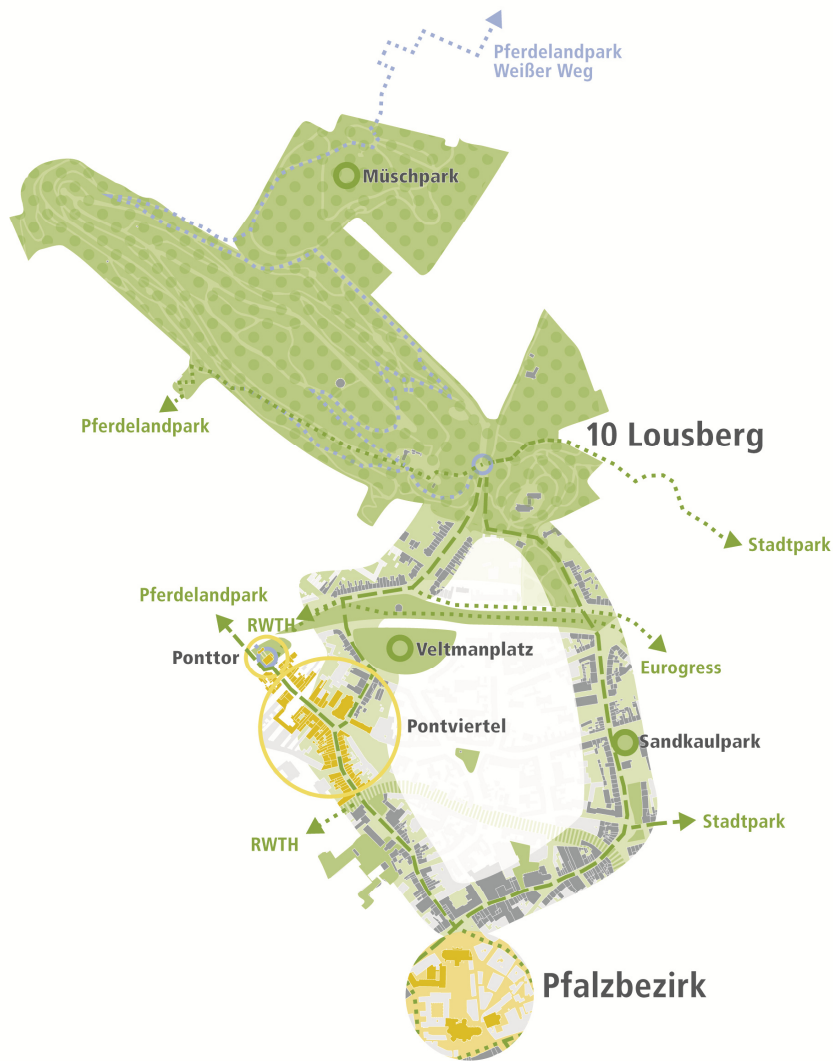 Pferdelandpark
Weißer Weg
Müschpark
Pferdelandpark
10 Lousberg
Stadtpark
Pferdelandpark
RWTH
Ponttor
Veltmanplatz
Eurogress
Pontviertel
Sandkaulpark
Stadtpark
RWTH
Pfalzbezirk